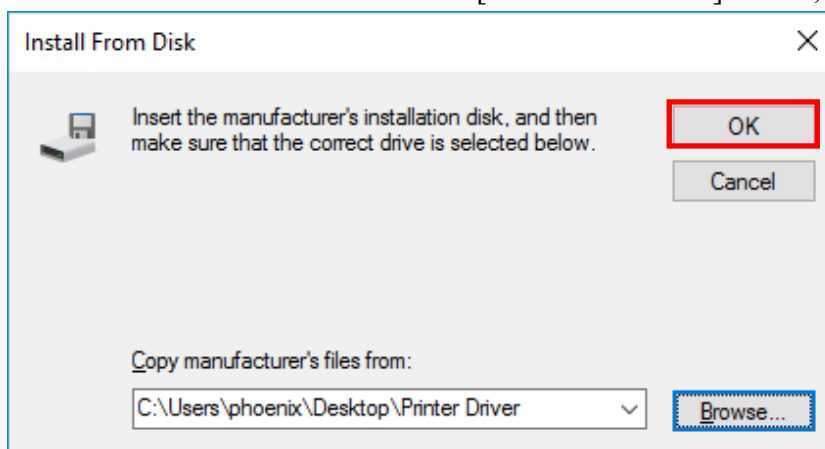 Install From Disk
Insert the manufacturer's installation disk, and then
make sure that the correct drive is selected below.
OK
Cancel
Copy manufacturer's files from:
C:\Users\phoenix\Desktop\Printer Driver
Browse...